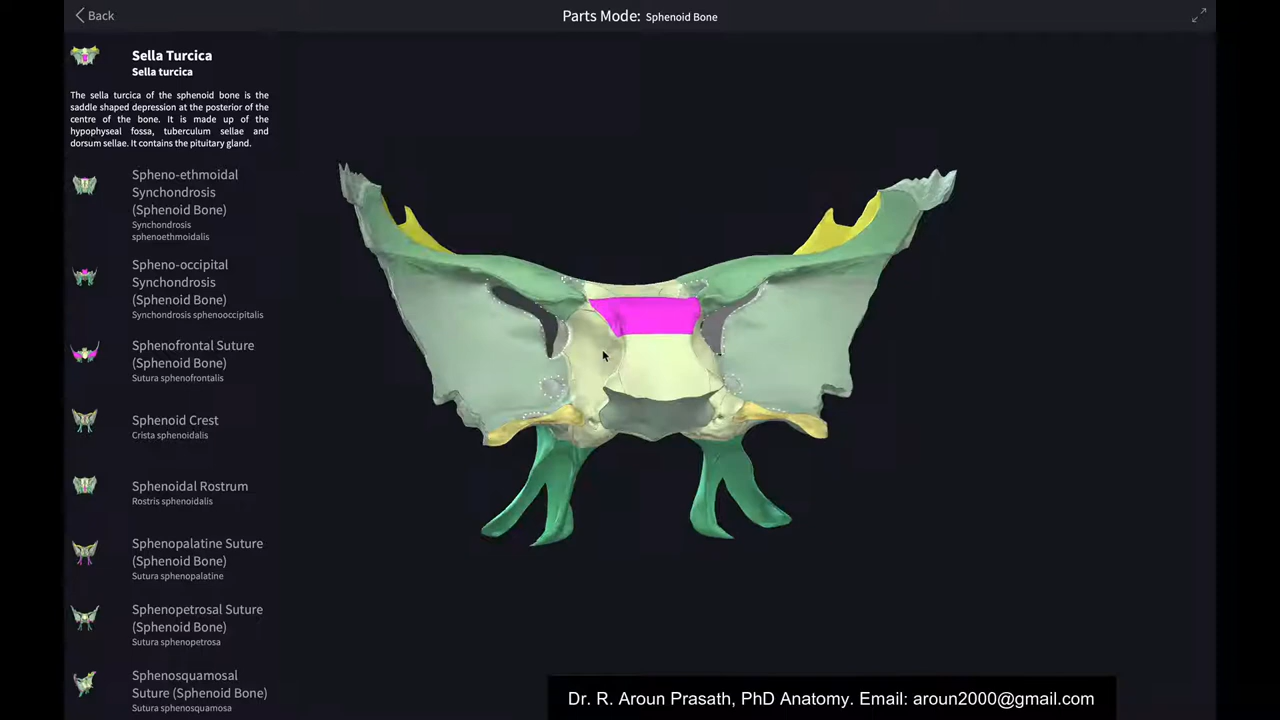 Back
Parts Mode: Sphenoid Bone
Sella Turcica
Sella turcica
The sella turcica of the sphenoid bone is the
saddle shaped depression at the posterior of the
centre of the bone. It is made up of the
hypophyseal fossa, tuberculum sellae and
dorsum sellae. It contains the pituitary gland.
Spheno-ethmoidal
Synchondrosis
(Sphenoid Bone)
Synchondrosis
sphenoethmoidalis
Spheno-occipital
Synchondrosis
(Sphenoid Bone)
Synchondrosis sphenooccipitalis
Sphenofrontal Suture
(Sphenoid Bone)
Sutura sphenofrontalis
Sphenoid Crest
Crista sphenoidalis
Sphenoidal Rostrum
Rostris sphenoidalis
Sphenopalatine Suture
(Sphenoid Bone)
Sutura sphenopalatine
Sphenopetrosal Suture
(Sphenoid Bone)
Sutura sphenopetrosa
Sphenosquamosal
Suture (Sphenoid Bone)
Sutura sphenosquamosa
Dr. R. Aroun Prasath, PhD Anatomy. Email: aroun2000@gmail.com